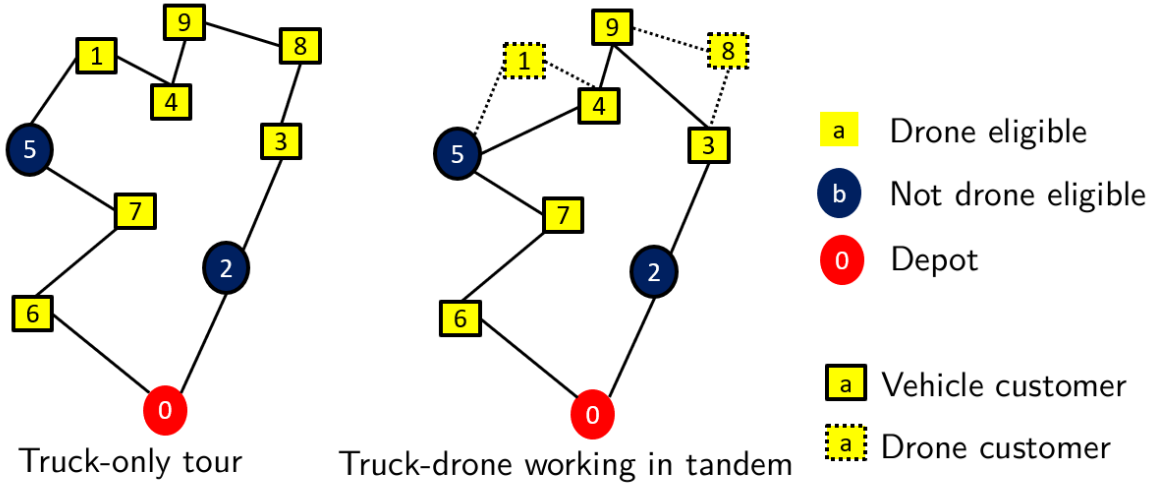 9
8
1
4
5
3
7
2
6
0
Truck-only tour
9
8
1
4
5
3
7
2
6
0
Truck-drone working in tandem
a Drone eligible
b Not drone eligible
0 Depot
a Vehicle customer
a Drone customer